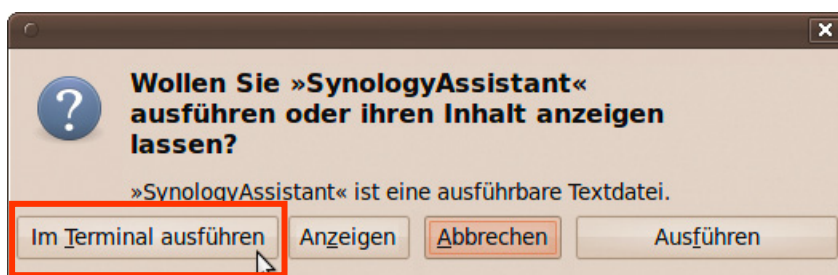 Wollen Sie »SynologyAssistant«
ausführen oder ihren Inhalt anzeigen
lassen?
»SynologyAssistant« ist eine ausführbare Textdatei.
Im Terminal ausführen Anzeigen Abbrechen Ausführen